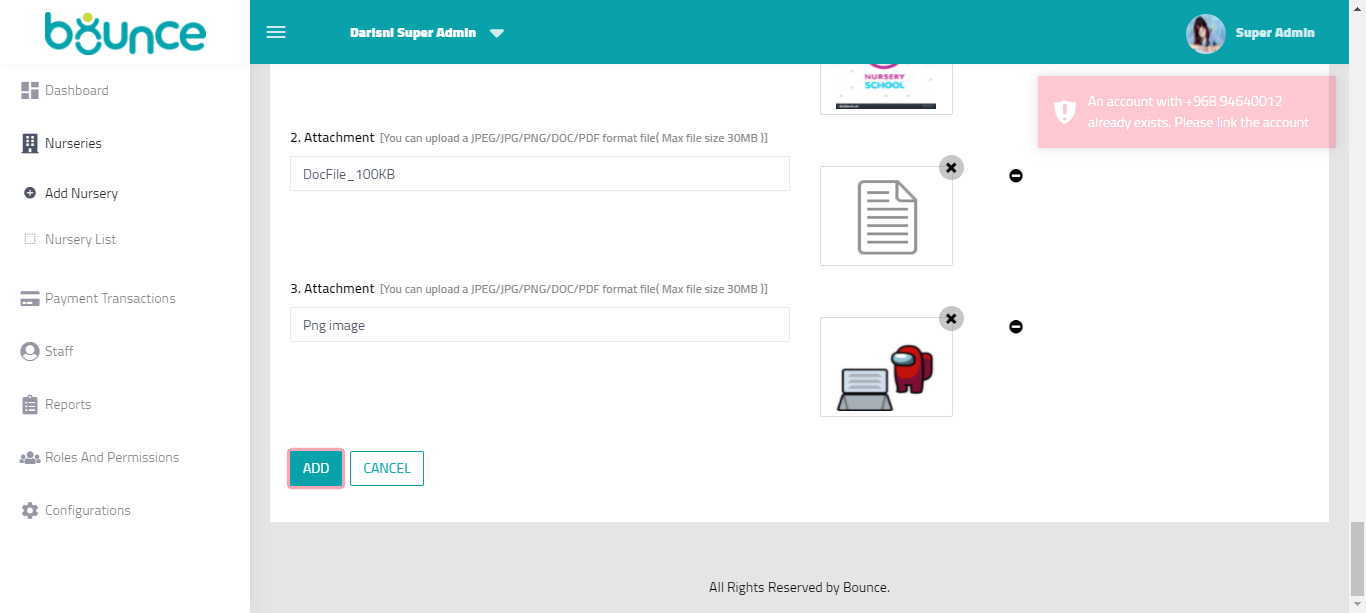 bounce
Darisni Super Admin
Super Admin
An account with +968 94640012
already exists. Please link the account
Dashboard
Nurseries
Add Nursery
Nursery List
Payment Transactions
Staff
Reports
Roles And Permissions
Configurations
NURSERY
SCHOOL
2. Attachment [You can upload a JPEG/JPG/PNG/DOC/PDF format file( Max file size 30MB )]
DocFile_100KB
3. Attachment [You can upload a JPEG/JPG/PNG/DOC/PDF format file( Max file size 30MB )]
Png image
ADD
CANCEL
All Rights Reserved by Bounce.